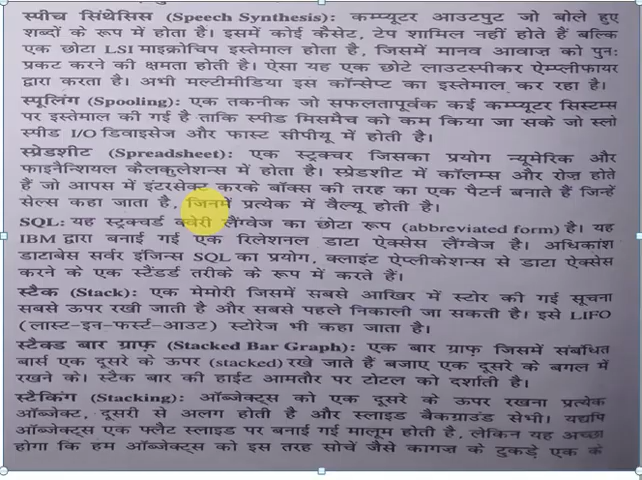 स्पीच सिंथेसिस (Speech Synthesis): कम्प्यूटर आउटपुट जो बोले हुए
शब्दों के रूप में होता है। इसमें कोई कैसेट, टेप शामिल नहीं होते हैं बल्कि
एक छोटा LSI माइक्रोचिप इस्तेमाल होता है, जिसमें मानव आवाज़ को पुन:
प्रकट करने की क्षमता होती है। ऐसा यह एक छोटे लाउटस्पीकर ऐम्प्लीफायर
द्वारा करता है। अभी मल्टीमीडिया इस कॉन्सेप्ट का इस्तेमाल कर रहा है।
स्पूलिंग (Spooling): एक तकनीक जो सफलतापूर्वक कई कम्प्यूटर सिस्टम्स
पर इस्तेमाल की गई है ताकि स्पीड मिसमैच को कम किया जा सके जो स्लो
स्पीड I/O डिवाइसेज और फास्ट सीपीयू में होती है।
स्प्रेडशीट (Spreadsheet): एक स्ट्रक्चर जिसका प्रयोग न्यूमेरिक और
फाइनैन्शियल कैलकुलेशन्स में होता है। स्प्रेडशीट में कॉलम्स और रोज़ होते
हैं जो आपस में इंटरसेक्ट करके बॉक्स की तरह का एक पैटर्न बनाते हैं जिन्हें
सेल्स कहा जाता है, जिनमें प्रत्येक में वैल्यू होती है।
SQL: यह स्ट्रक्चर्ड क्वेरी लैंग्वेज का छोटा रूप (abbreviated form) है। यह
IBM द्वारा बनाई गई एक रिलेशनल डाटा ऐक्सेस लैंग्वेज है। अधिकांश
डाटाबेस सर्वर इंजिन्स SQL का प्रयोग, क्लाइंट ऐप्लीकेशन्स से डाटा ऐक्सेस
करने के एक स्टैंडर्ड तरीके के रूप में करते हैं।
स्टैक (Stack): एक मेमोरी जिसमें सबसे आखिर में स्टोर की गई सूचना
सबसे ऊपर रखी जाती है और सबसे पहले निकाली जा सकती है। इसे LIFO
(लास्ट-इन-फर्स्ट-आउट) स्टोरेज भी कहा जाता है।
स्टैक्ड बार ग्राफ़ (Stacked Bar Graph): एक बार ग्राफ़ जिसमें संबंधित
बार्स एक दूसरे के ऊपर (stacked) रखे जाते हैं बजाए एक दूसरे के बगल में
रखने के। स्टैक बार की हाईट आमतौर पर टोटल को दर्शाती है।
स्टैकिंग (Stacking): ऑब्जेक्ट्स को एक दूसरे के ऊपर रखना प्रत्येक
ऑब्जेक्ट, दूसरी से अलग होती है और स्लाइड बैकग्राउंड सेभी। यद्यपि
ऑब्जेक्ट्स एक फ्लैट स्लाइड पर बनाई गई मालूम होती है, लेकिन यह अच्छा
होगा कि हम ऑब्जेक्ट्स को इस तरह सोचें जैसे कागज़ के टुकड़े एक के